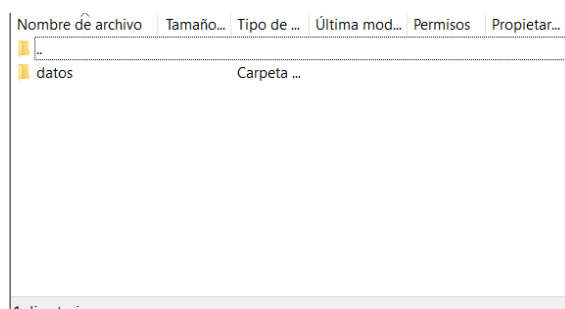 Nombre de archivo Tamaño... Tipo de ... Última mod... Permisos Propietar...
..
datos Carpeta ...